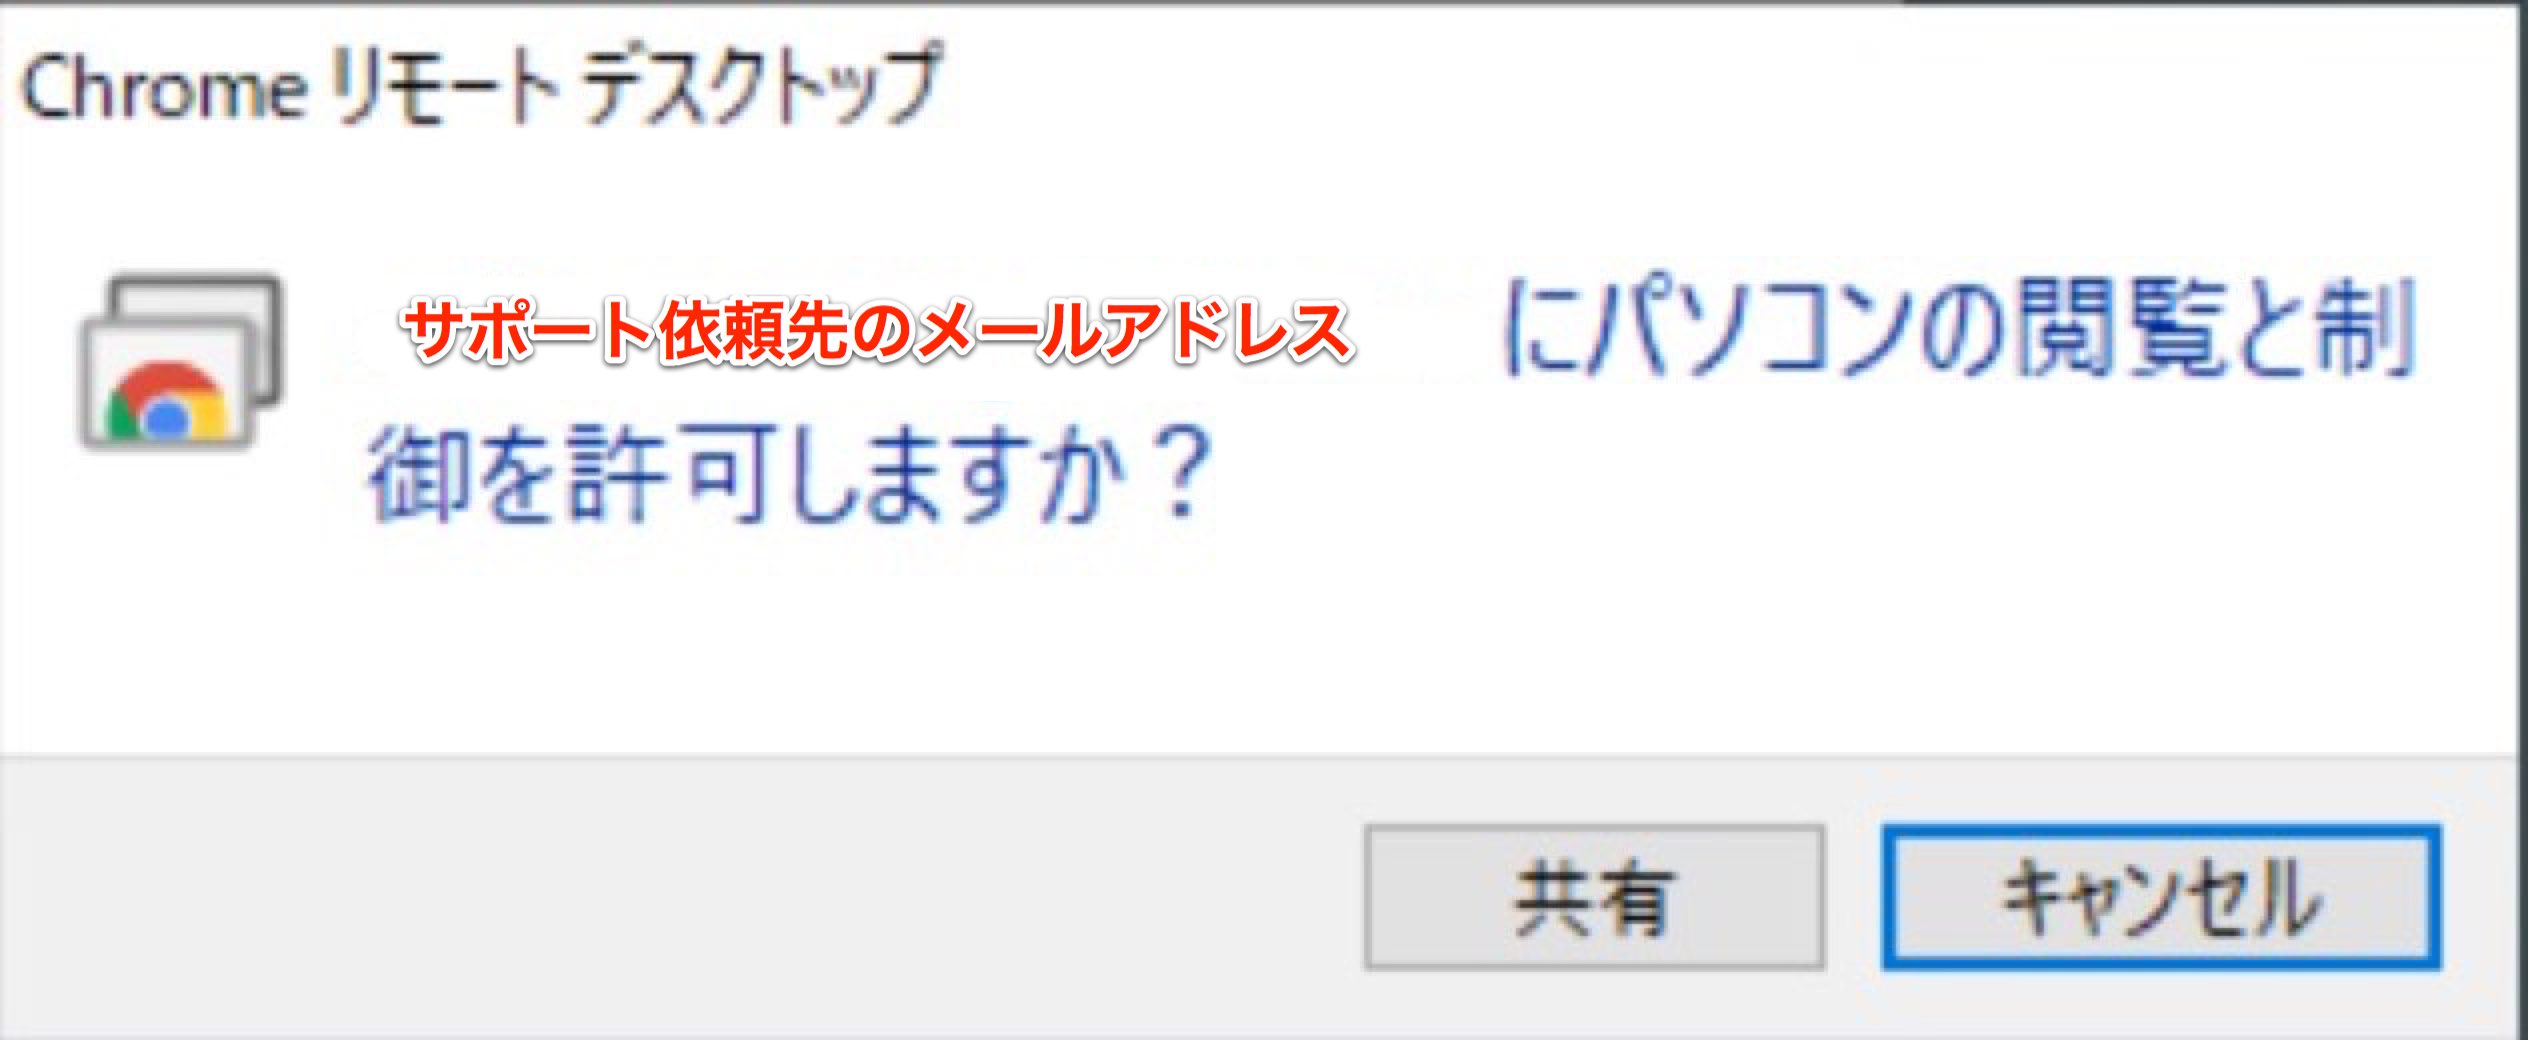 Chrome リモート デスクトップ
サポート依頼先のメールアドレス にパソコンの閲覧と制
御を許可しますか？
共有 キャンセル